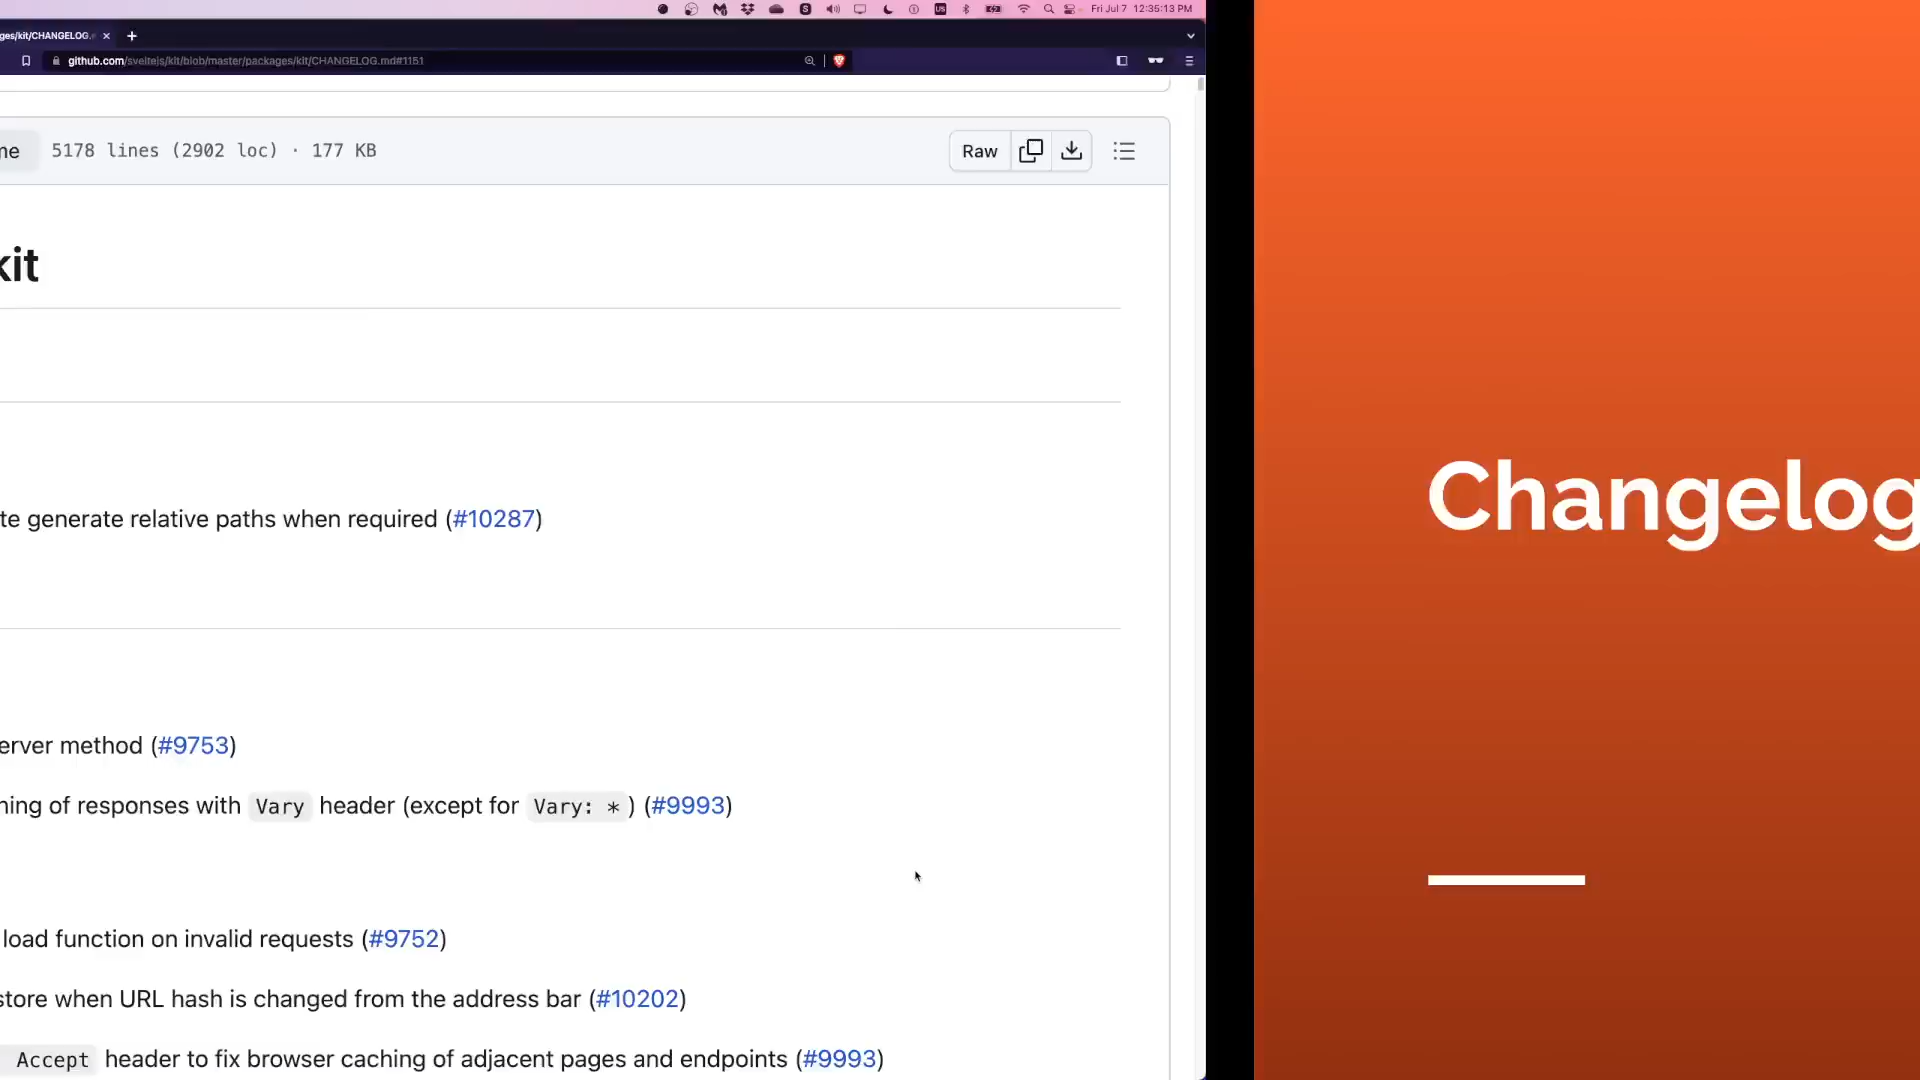 Fri Jul 7 12:35:13 PM
ges/kit/CHANGELOG.
github.com/sveltejs/kit/blob/master/packages/kit/CHANGELOG.md#1151
me 5178 lines (2902 loc) · 177 KB
Raw
kit
te generate relative paths when required (#10287)
erver method (#9753)
hing of responses with Vary header (except for Vary: *) (#9993)
load function on invalid requests (#9752)
store when URL hash is changed from the address bar (#10202)
Accept header to fix browser caching of adjacent pages and endpoints (#9993)
Changelog